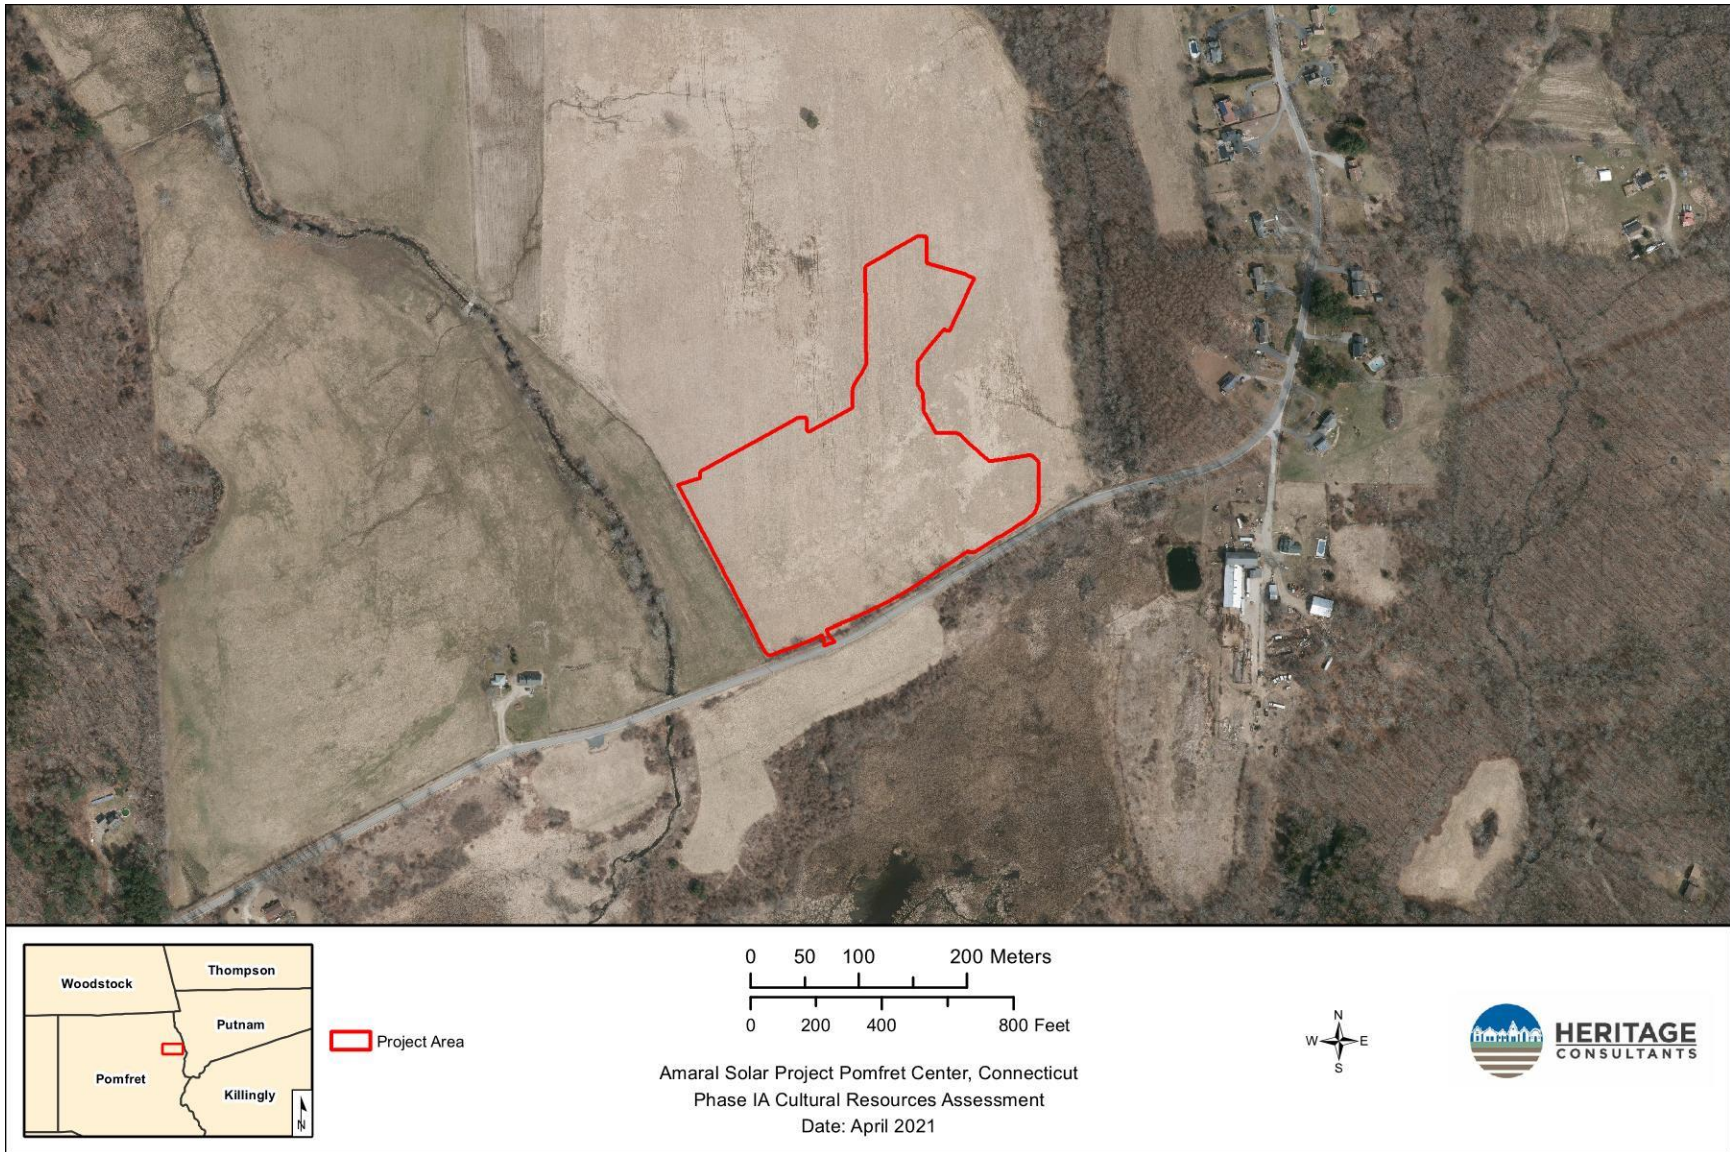 Woodstock
Thompson
Putnam
Pomfret
Killingly
N
Project Area
0 50 100 200 Meters
0 200 400 800 Feet
Amaral Solar Project Pomfret Center, Connecticut
Phase IA Cultural Resources Assessment
Date: April 2021
N
W E
S
HERITAGE
CONSULTANTS